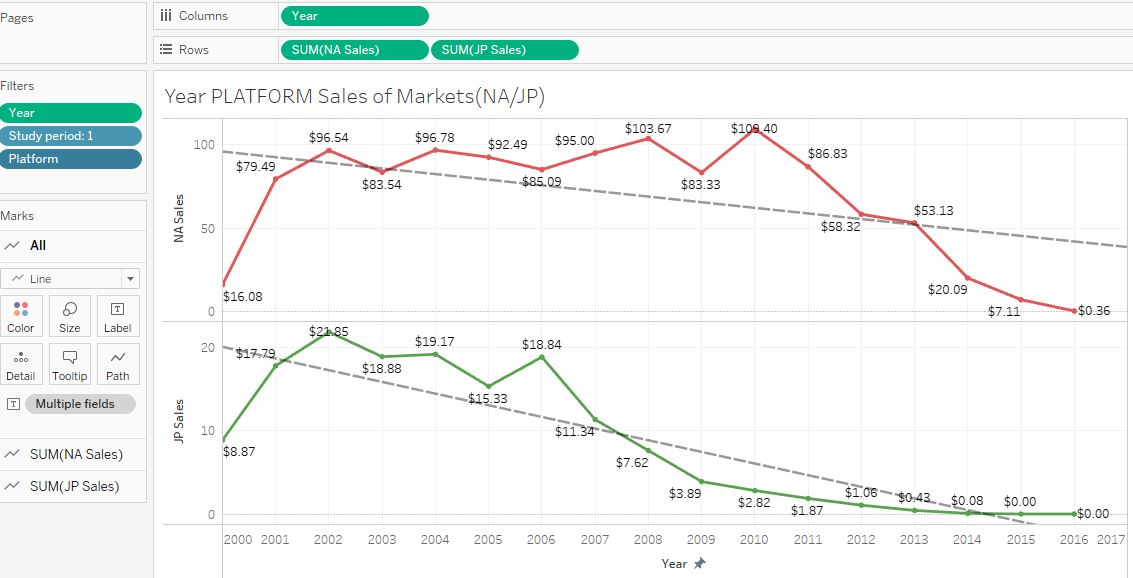 Pages
Columns
Year
Rows
SUM(NA Sales)
SUM(JP Sales)
Filters
Year
Study period: 1
Platform
Marks
All
Line
Color
Size
Label
Detail
Tooltip
Path
Multiple fields
SUM(NA Sales)
SUM(JP Sales)
Year PLATFORM Sales of Markets(NA/JP)
NA Sales
100
50
0
$16.08
$79.49
$96.54
$83.54
$96.78
$92.49
$85.09
$95.00
$103.67
$83.33
$109.40
$86.83
$58.32
$53.13
$20.09
$7.11
$0.36
JP Sales
20
10
0
$8.87
$17.79
$21.85
$18.88
$19.17
$15.33
$18.84
$11.34
$7.62
$3.89
$2.82
$1.87
$1.06
$0.43
$0.08
$0.00
$0.00
2000 2001 2002 2003 2004 2005 2006 2007 2008 2009 2010 2011 2012 2013 2014 2015 2016 2017
Year